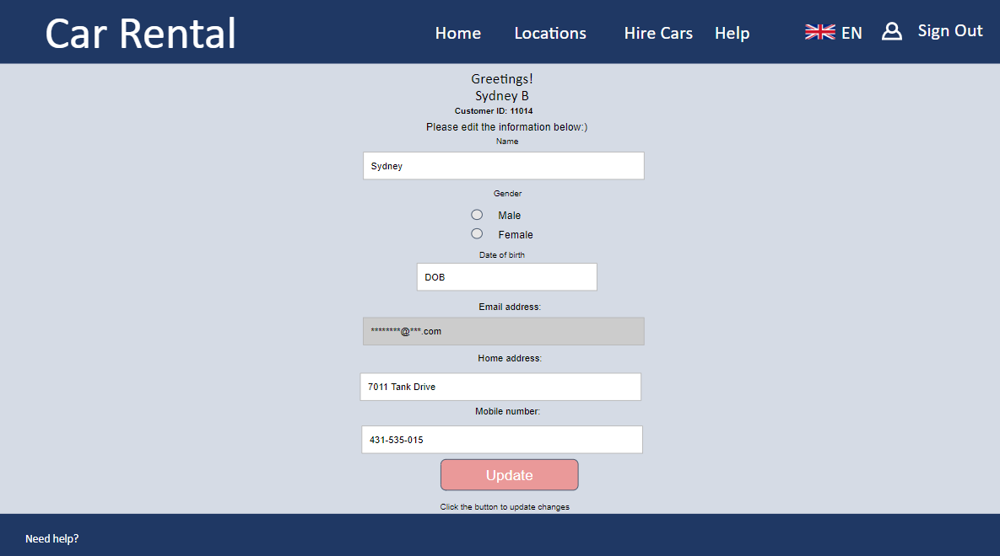 Car Rental
Home Locations Hire Cars Help EN Sign Out
Greetings!
Sydney B
Customer ID: 11014
Please edit the information below:)
Name
Sydney
Gender
Male
Female
Date of birth
DOB
Email address:
********@***.com
Home address:
7011 Tank Drive
Mobile number:
431-535-015
Update
Click the button to update changes
Need help?